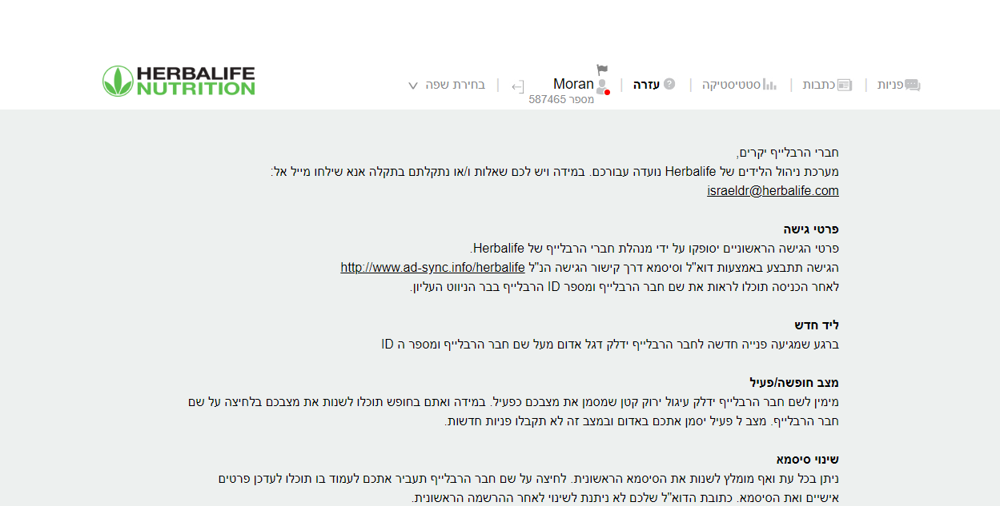 פניות
כתבות
סטטיסטיקה
עזרה
Moran
מספר 587465
בחירת שפה
HERBALIFE
NUTRITION
חברי הרבלייף יקרים,
מערכת ניהול הלידים של Herbalife נועדה עבורכם. במידה ויש לכם שאלות ו/או נתקלתם בתקלה אנא שילחו מייל אל:
israeldr@herbalife.com
פרטי גישה
פרטי הגישה הראשוניים יסופקו על ידי מנהלת חברי הרבלייף של Herbalife.
הגישה תתבצע באמצעות דוא"ל וסיסמא דרך קישור הגישה הנ"ל http://www.ad-sync.info/herbalife
לאחר הכניסה תוכלו לראות את שם חבר הרבלייף ומספר ID הרבלייף בבר הניווט העליון.
ליד חדש
ברגע שמגיעה פנייה חדשה לחבר הרבלייף ידלק דגל אדום מעל שם חבר הרבלייף ומספר ה ID
מצב חופשה/פעיל
מימין לשם חבר הרבלייף ידלק עיגול ירוק קטן שמסמן את מצבכם כפעיל. במידה ואתם בחופש תוכלו לשנות את מצבכם בלחיצה על שם
חבר הרבלייף. מצב ל פעיל יסמן אתכם באדום ובמצב זה לא תקבלו פניות חדשות.
שינוי סיסמא
ניתן בכל עת ואף מומלץ לשנות את הסיסמא הראשונית. לחיצה על שם חבר הרבלייף תעביר אתכם לעמוד בו תוכלו לעדכן פרטים
אישיים ואת הסיסמא. כתובת הדוא"ל שלכם לא ניתנת לשינוי לאחר ההרשמה הראשונית.